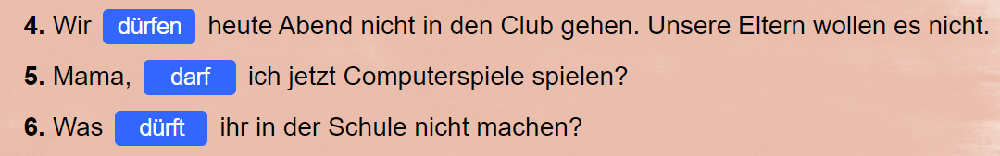 4. Wir dürfen heute Abend nicht in den Club gehen. Unsere Eltern wollen es nicht.
5. Mama, darf ich jetzt Computerspiele spielen?
6. Was dürft ihr in der Schule nicht machen?